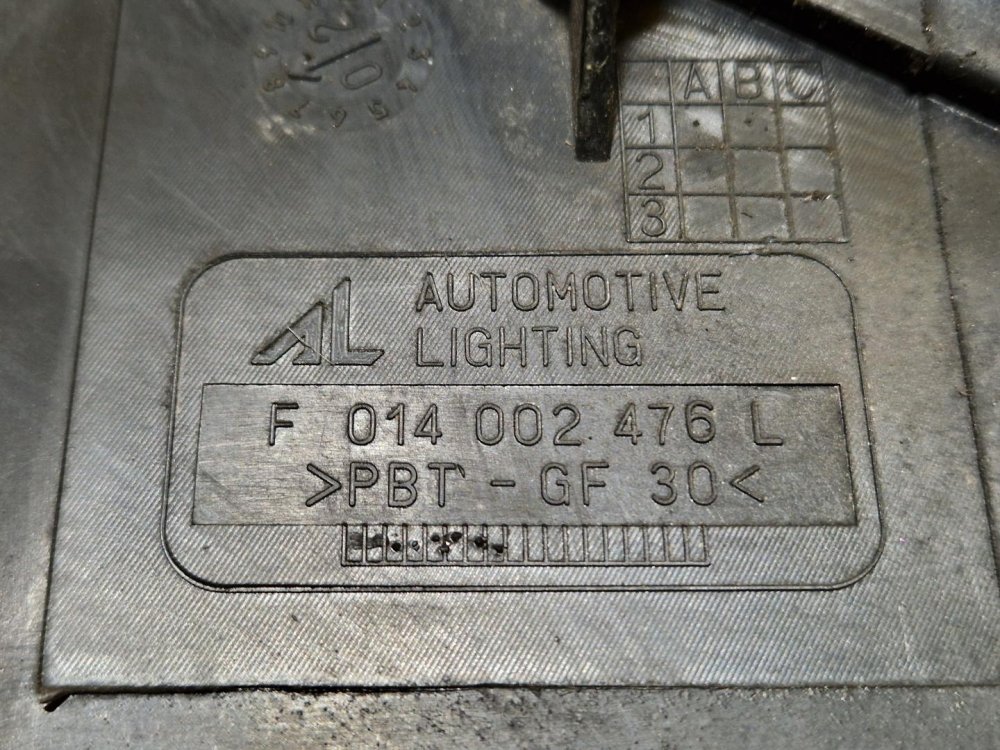 A B C
1
2
3
AL
AUTOMOTIVE
LIGHTING
F 014 002 476 L
>PBT - GF 30<